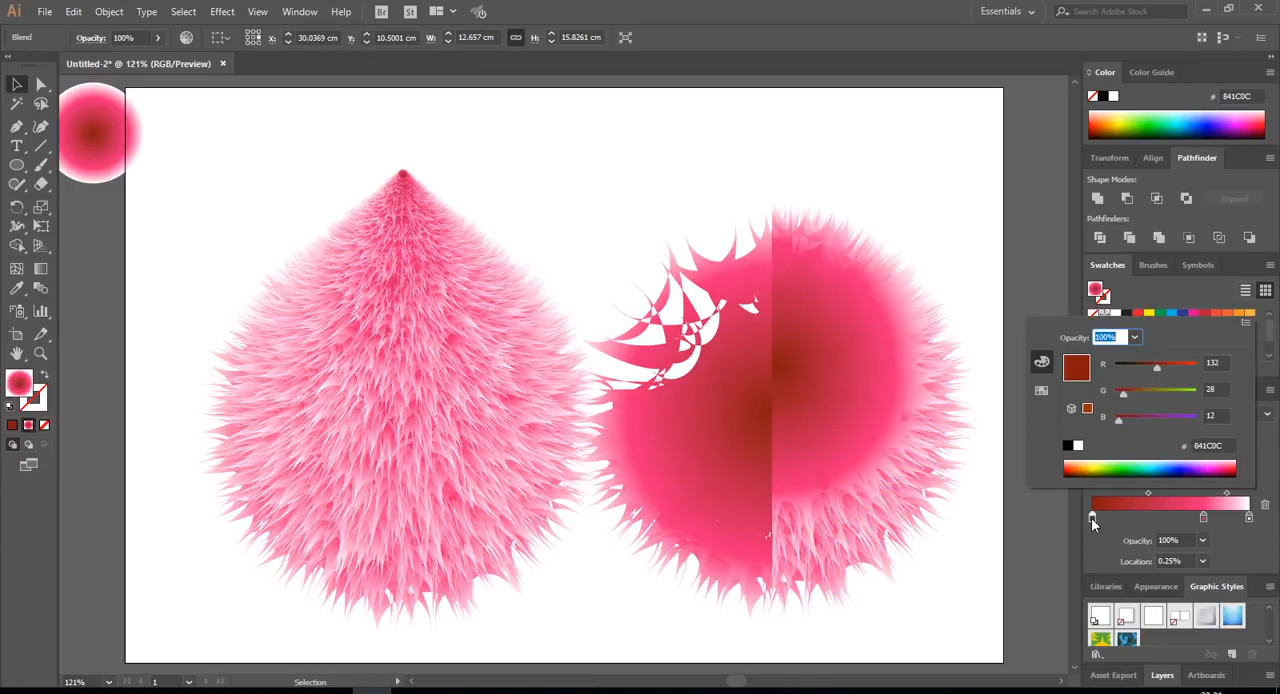 Ai File Edit Object Type Select Effect View Window Help Br St Essentials Search Adobe Stock
Blend Opacity: 100% X: 30.0369 cm Y: 10.5001 cm W: 12.657 cm H: 15.8261 cm
Untitled-2* @ 121% (RGB/Preview) ×
Color Color Guide
# 841C0C
Transform Align Pathfinder
Shape Modes:
Expand
Pathfinders:
Swatches Brushes Symbols
Opacity: 100%
R 132
G 28
B 12
# 841C0C
Opacity: 100%
Location: 0.25%
Libraries Appearance Graphic Styles
Asset Export Layers Artboards
121% 1 Selection